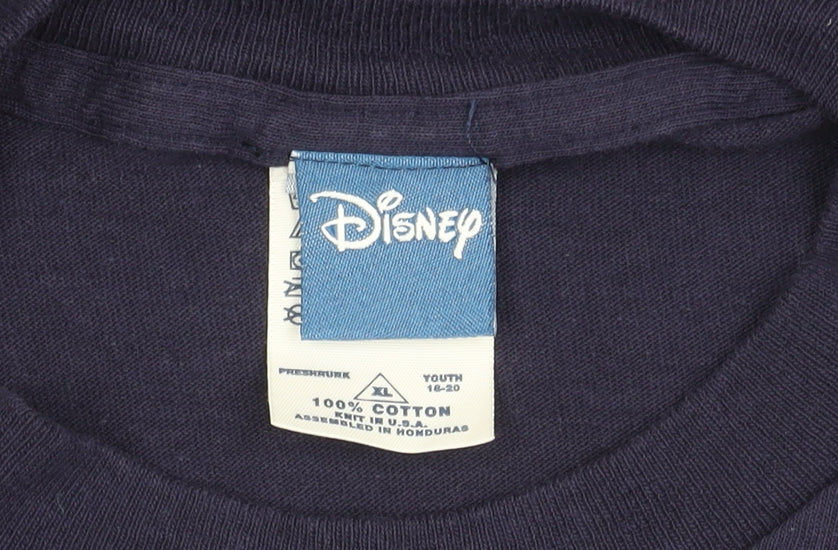 Disney
PRESHRUNK
XL
YOUTH
18-20
100% COTTON
KNIT IN U.S.A.
ASSEMBLED IN HONDURAS